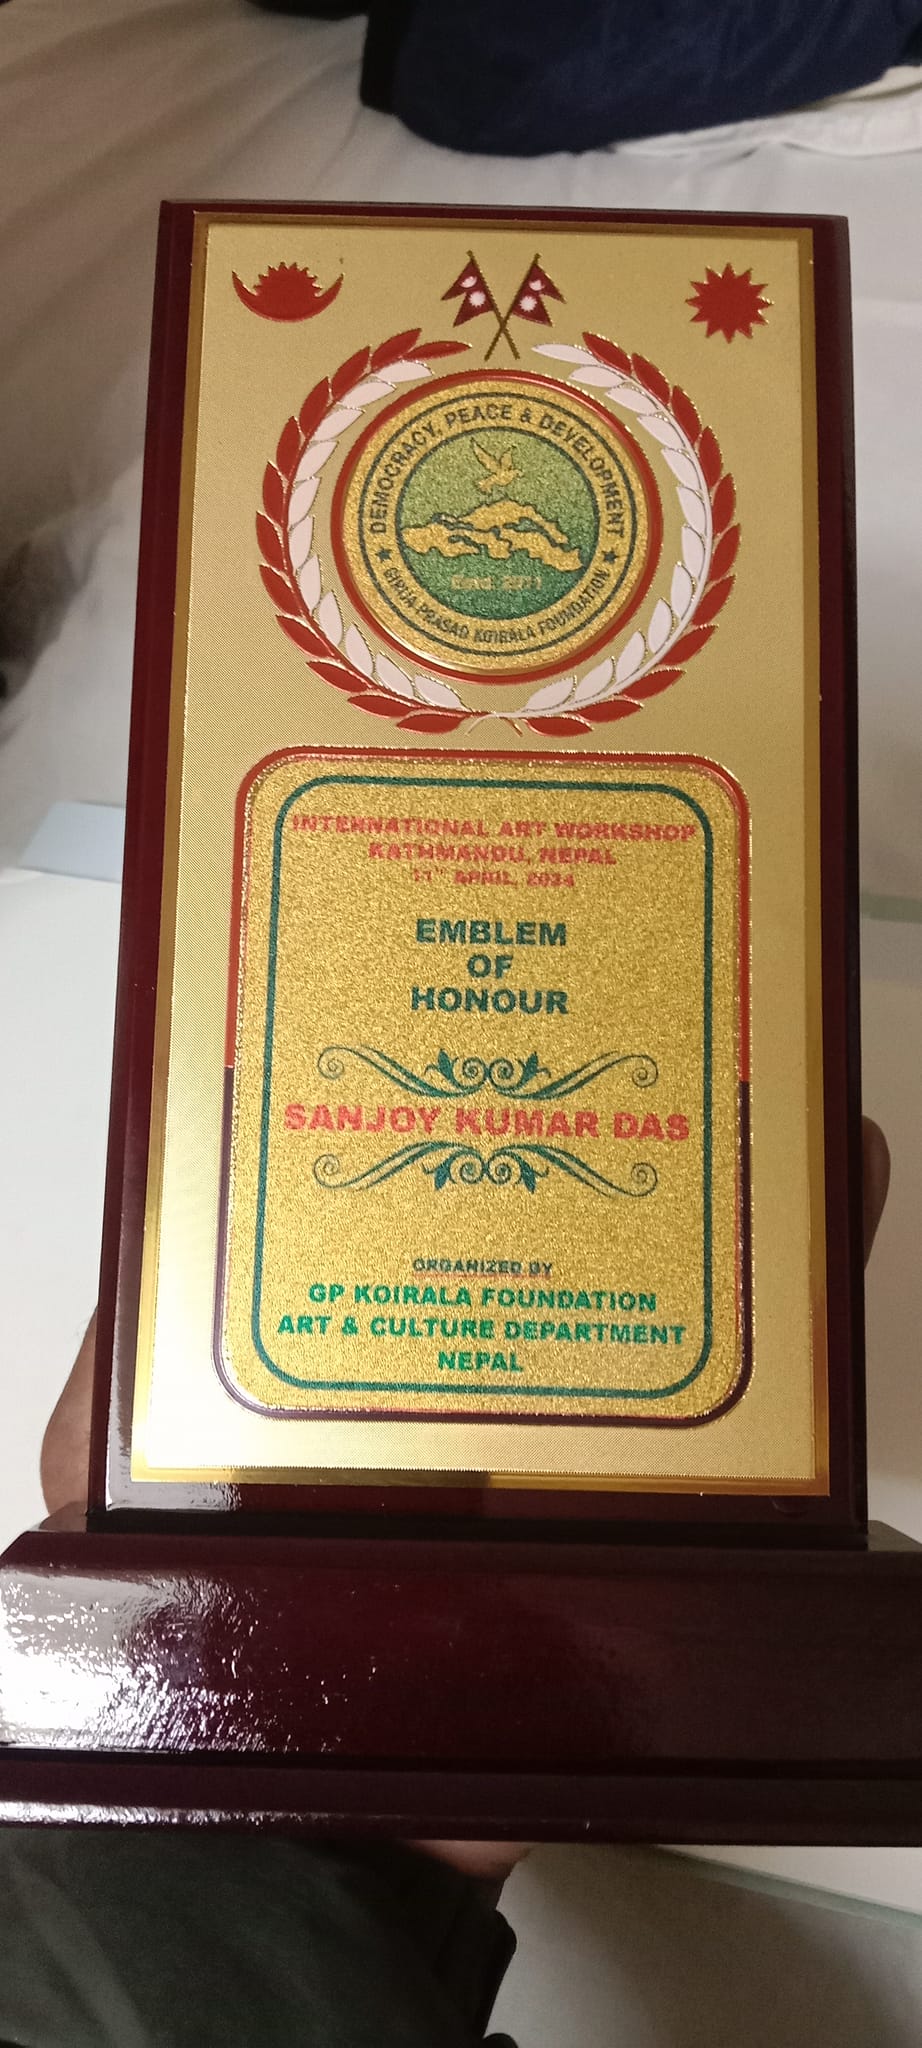 DEMOCRACY, PEACE & DEVELOPMENT
GIRIJA PRASAD KOIRALA FOUNDATION
INTERNATIONAL ART WORKSHOP
KATHMANDU, NEPAL
11TH APRIL, 2024
EMBLEM
OF
HONOUR
SANJOY KUMAR DAS
ORGANIZED BY
GP KOIRALA FOUNDATION
ART & CULTURE DEPARTMENT
NEPAL